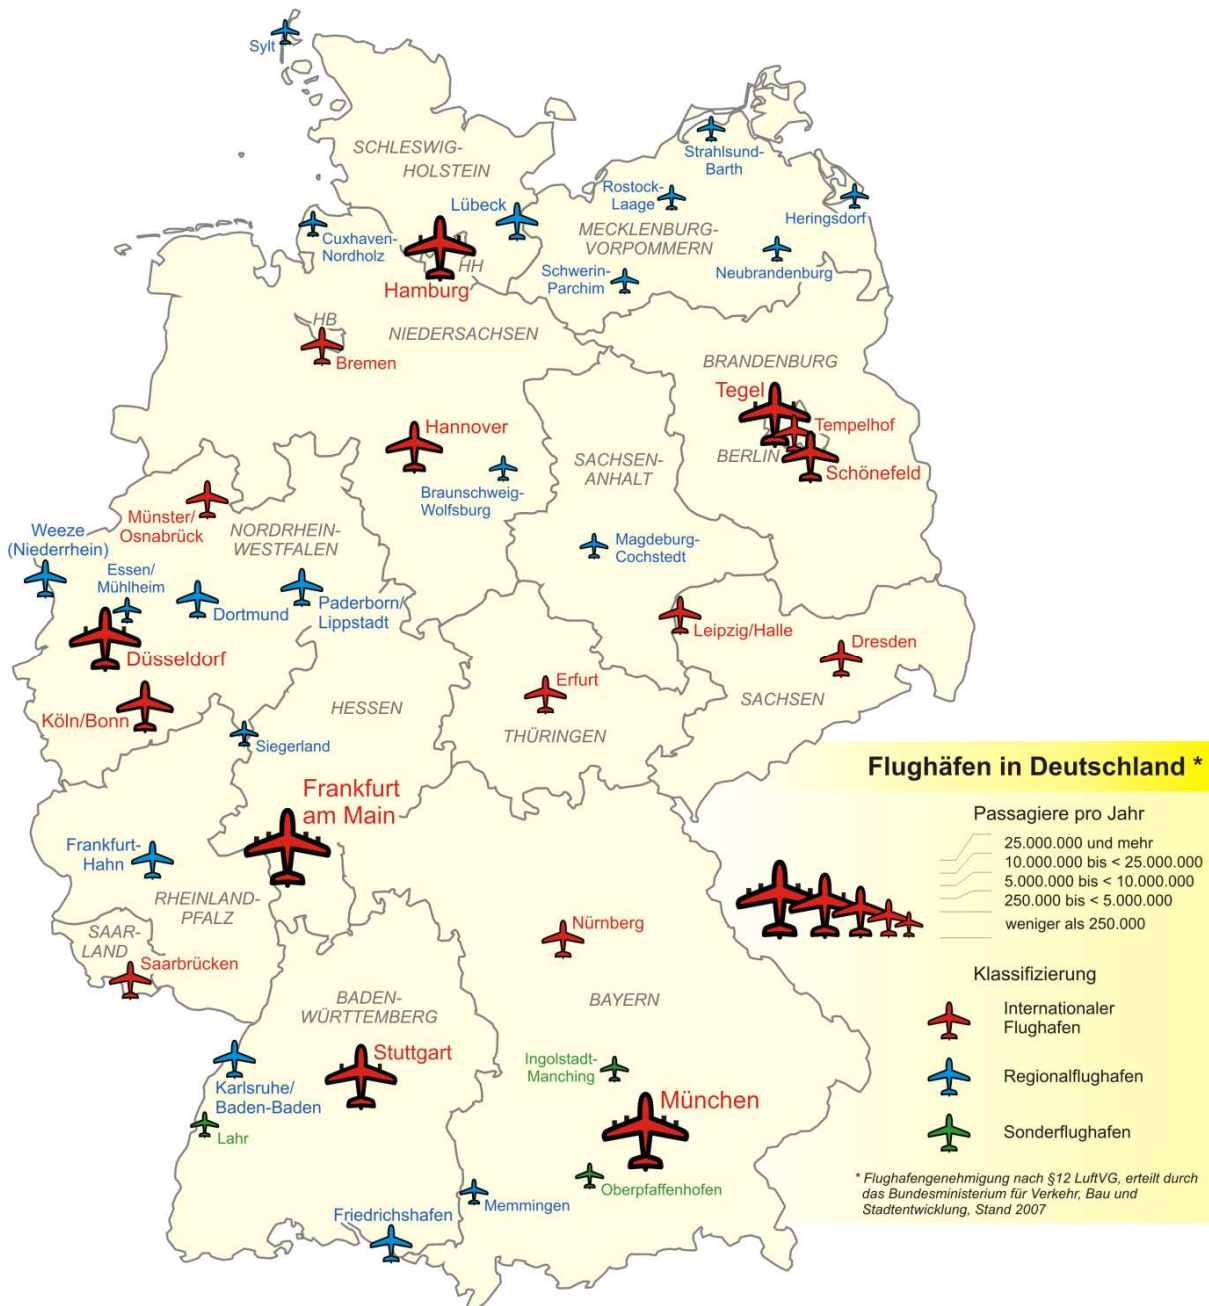 Sylt
SCHLESWIG-
HOLSTEIN
Strahlsund-
Barth
Rostock-
Laage
Lübeck
Heringsdorf
MECKLENBURG-
VORPOMMERN
Cuxhaven-
Nordholz
HH
Neubrandenburg
Schwerin-
Parchim
Hamburg
HB
NIEDERSACHSEN
Bremen
BRANDENBURG
Tegel
Tempelhof
Hannover
BERLIN
Schönefeld
SACHSEN-
ANHALT
Braunschweig-
Wolfsburg
Münster/
Osnabrück
NORDRHEIN-
WESTFALEN
Weeze
(Niederrhein)
Magdeburg-
Cochstedt
Essen/
Mühlheim
Dortmund
Paderborn/
Lippstadt
Leipzig/Halle
Dresden
Düsseldorf
Erfurt
SACHSEN
HESSEN
Köln/Bonn
THÜRINGEN
Siegerland
Frankfurt
am Main
Frankfurt-
Hahn
RHEINLAND-
PFALZ
SAAR-
LAND
Nürnberg
Saarbrücken
BADEN-
WÜRTTEMBERG
BAYERN
Stuttgart
Ingolstadt-
Manching
Karlsruhe/
Baden-Baden
München
Lahr
Oberpfaffenhofen
Memmingen
Friedrichshafen
Flughäfen in Deutschland *
Passagiere pro Jahr
25.000.000 und mehr
10.000.000 bis < 25.000.000
5.000.000 bis < 10.000.000
250.000 bis < 5.000.000
weniger als 250.000
Klassifizierung
Internationaler
Flughafen
Regionalflughafen
Sonderflughafen
* Flughafengenehmigung nach §12 LuftVG, erteilt durch
das Bundesministerium für Verkehr, Bau und
Stadtentwicklung, Stand 2007